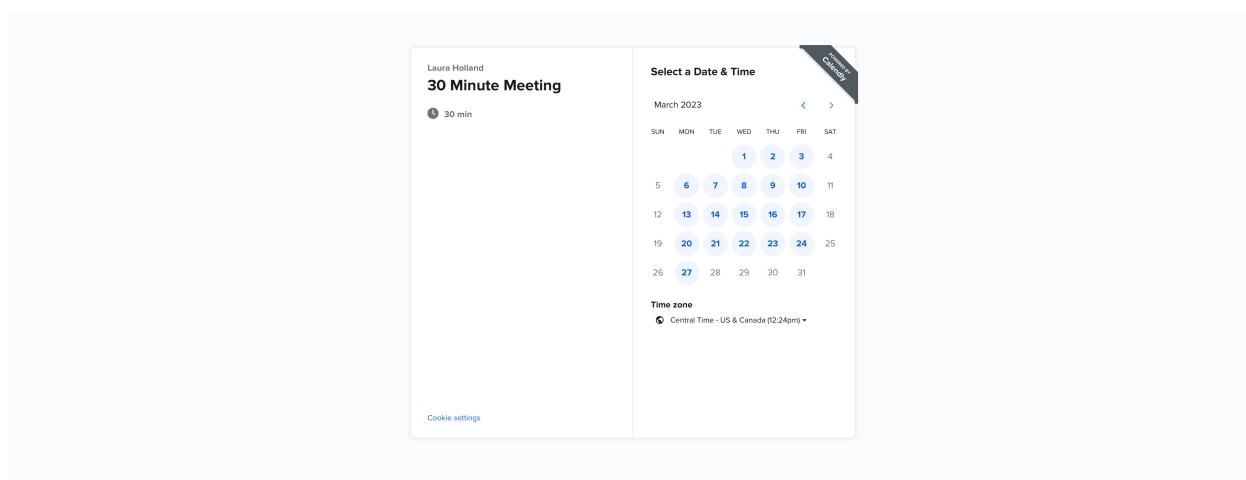 Laura Holland
30 Minute Meeting
30 min
Cookie settings
Select a Date & Time
POWERED BY
Calendly
March 2023
SUN MON TUE WED THU FRI SAT
1 2 3 4
5 6 7 8 9 10 11
12 13 14 15 16 17 18
19 20 21 22 23 24 25
26 27 28 29 30 31
Time zone
Central Time - US & Canada (12:24pm)